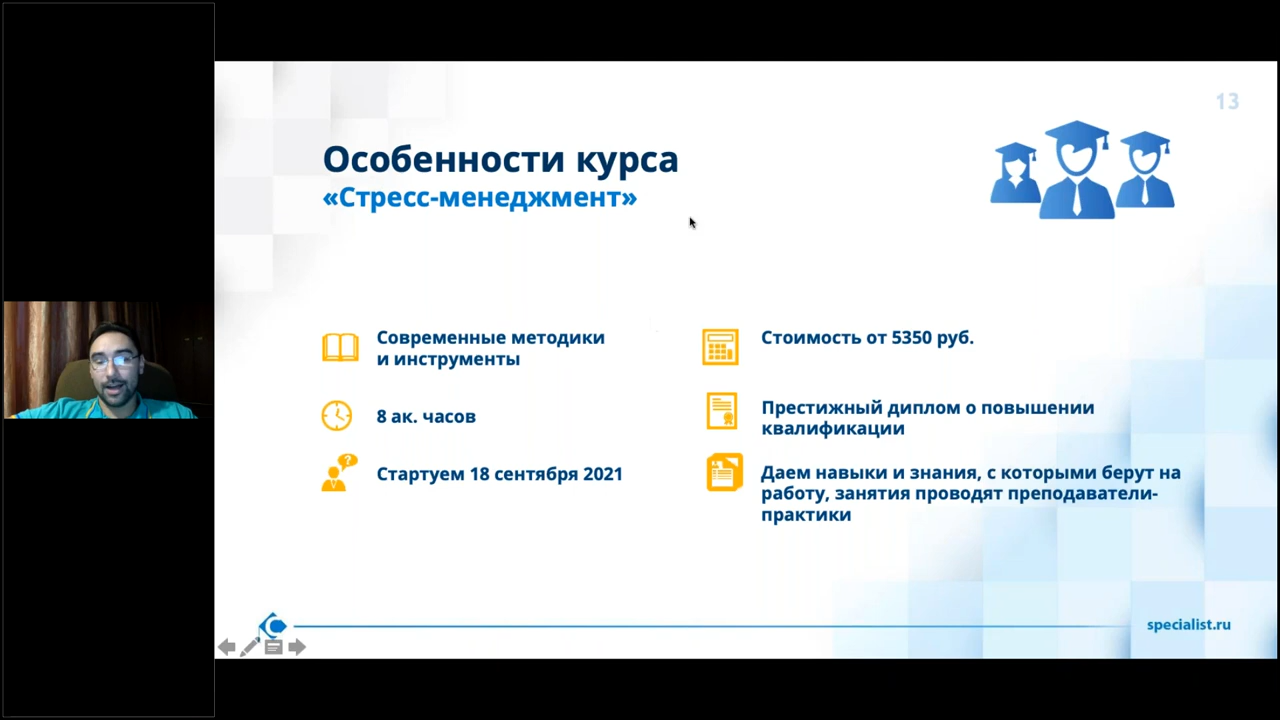 13
Особенности курса
«Стресс-менеджмент»
Современные методики
и инструменты
8 ак. часов
Стартуем 18 сентября 2021
Стоимость от 5350 руб.
Престижный диплом о повышении
квалификации
Даем навыки и знания, с которыми берут на
работу, занятия проводят преподаватели-
практики
specialist.ru